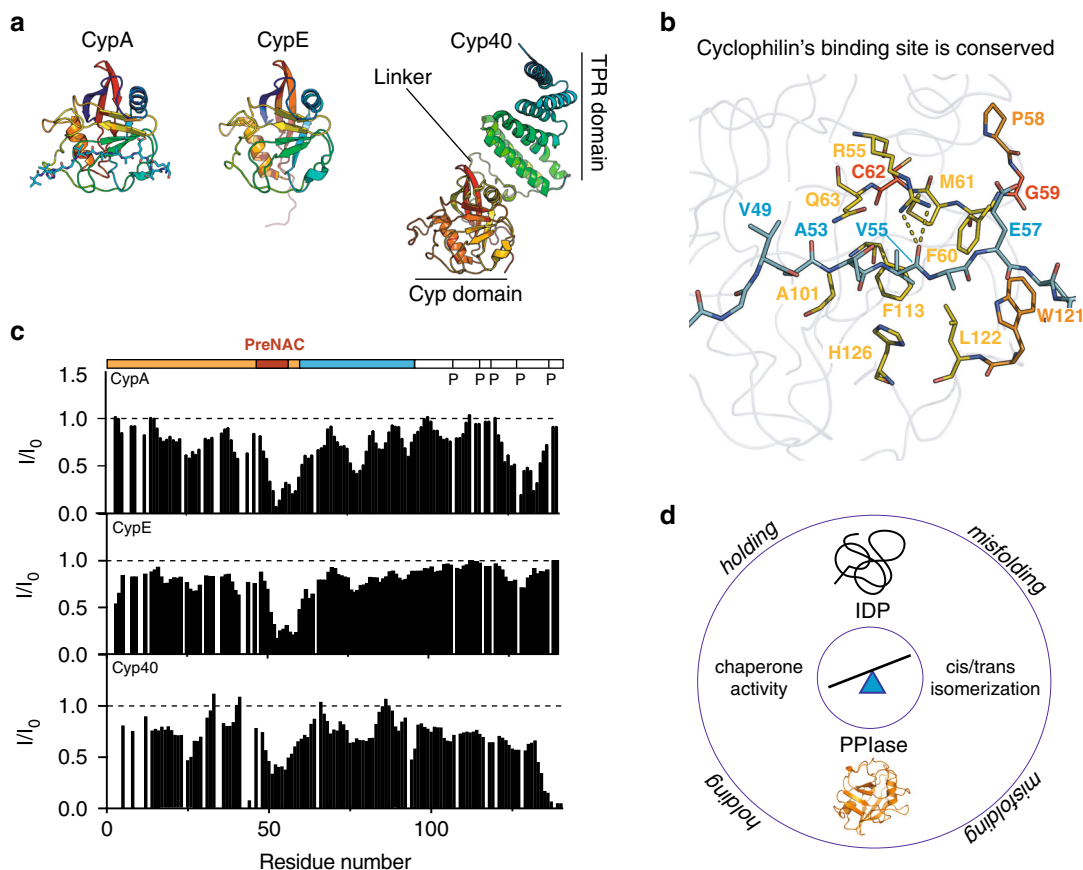 a
CypA
CypE
Cyp40
Linker
TPR domain
Cyp domain
b
Cyclophilin's binding site is conserved
P58
R55
C62
M61
Q63
G59
V49
A53
V55
E57
F60
A101
F113
W121
H126
L122
c
PreNAC
1.5
CypA
P P P P P
1.0
I/I0
0.5
0.0
CypE
1.0
I/I0
0.5
0.0
Cyp40
1.0
I/I0
0.5
0.0
0 50 100
Residue number
d
holding
misfolding
IDP
chaperone
activity
cis/trans
isomerization
PPIase
holding
misfolding